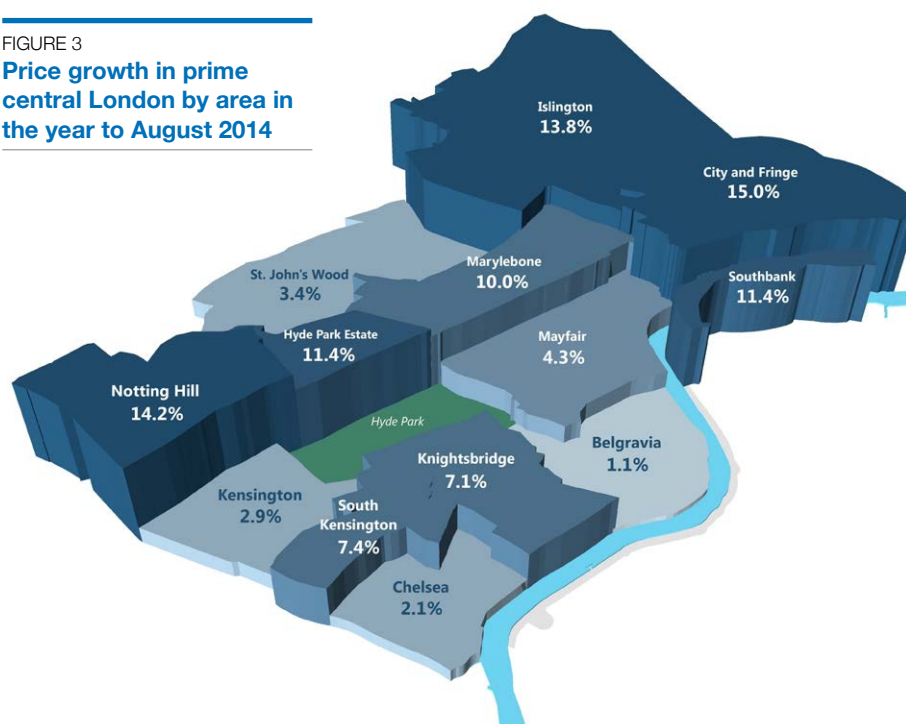 FIGURE 3
Price growth in prime
central London by area in
the year to August 2014
Islington
13.8%
City and Fringe
15.0%
St. John's Wood
3.4%
Marylebone
10.0%
Southbank
11.4%
Hyde Park Estate
11.4%
Mayfair
4.3%
Notting Hill
14.2%
Hyde Park
Belgravia
1.1%
Knightsbridge
7.1%
Kensington
2.9%
South
Kensington
7.4%
Chelsea
2.1%